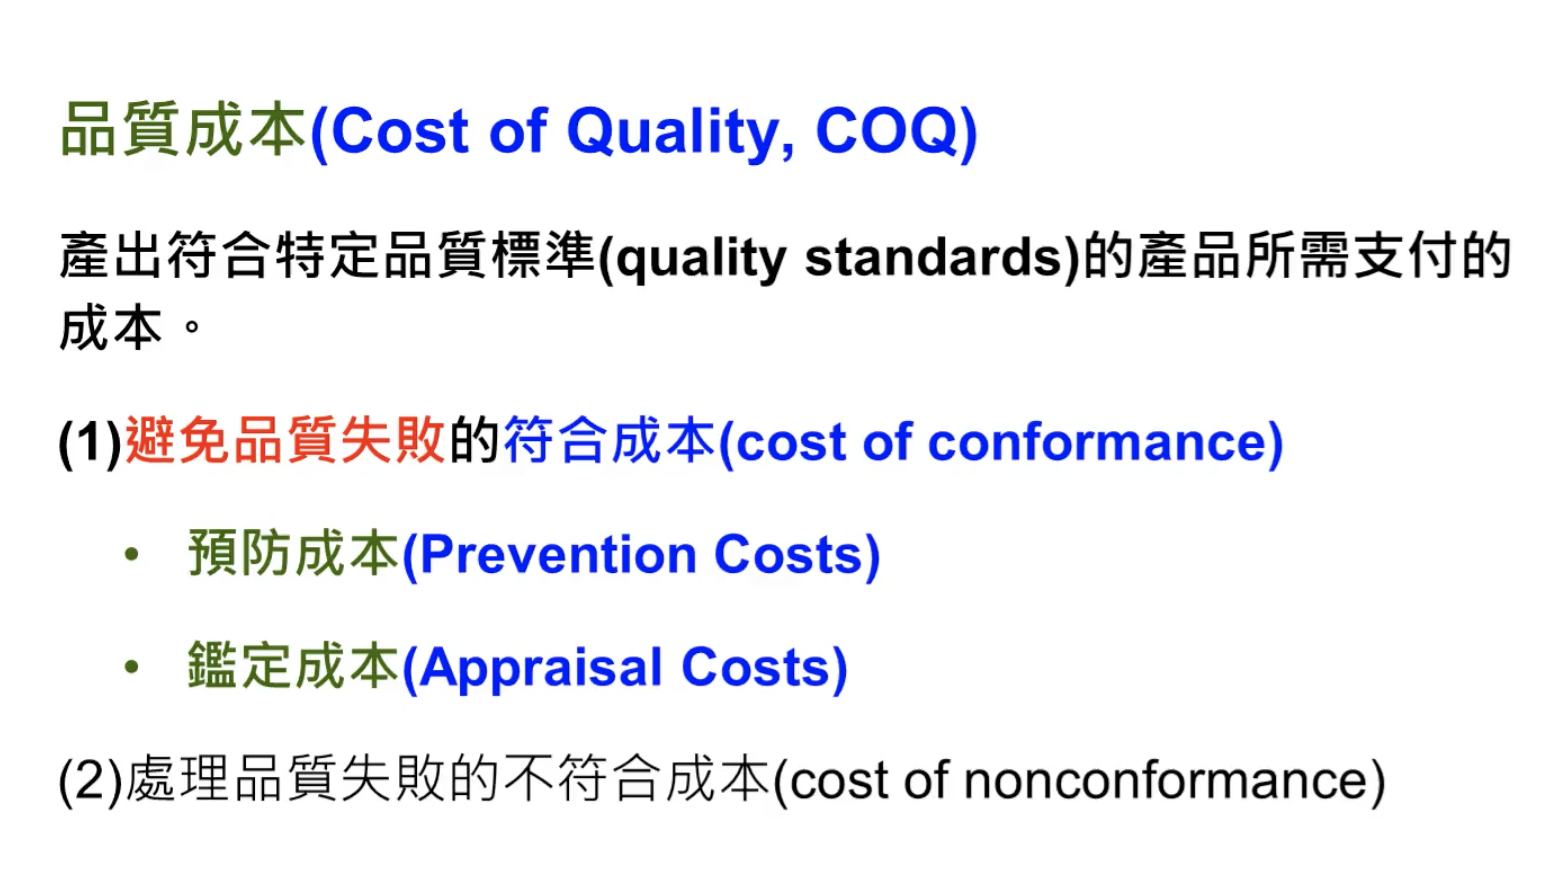 品質成本(Cost of Quality, COQ)
產出符合特定品質標準(quality standards)的產品所需支付的
成本。
(1)避免品質失敗的符合成本(cost of conformance)
• 預防成本(Prevention Costs)
• 鑑定成本(Appraisal Costs)
(2)處理品質失敗的不符合成本(cost of nonconformance)